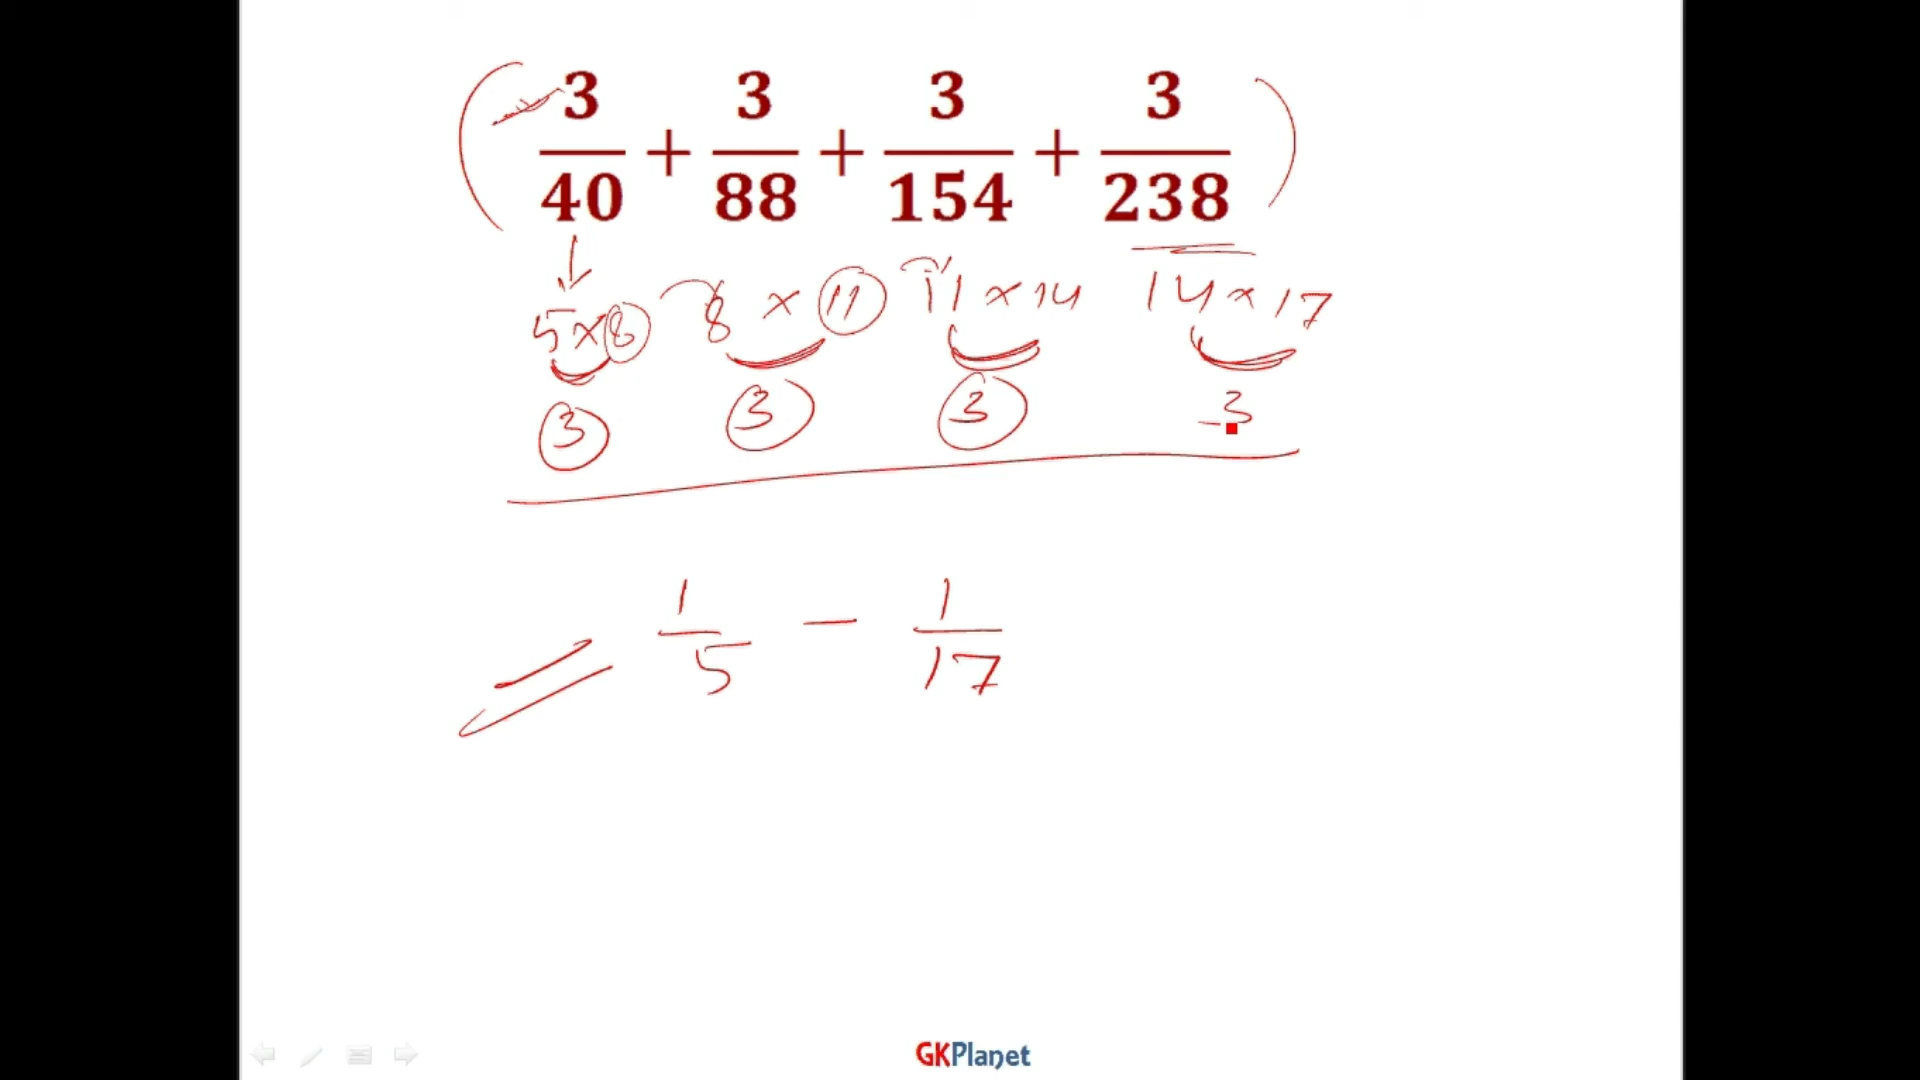 ( 3/40 + 3/88 + 3/154 + 3/238 )
5×8 8 × 11 11×14 14×17
3 3 3 3
= 1/5 − 1/17
GKPlanet